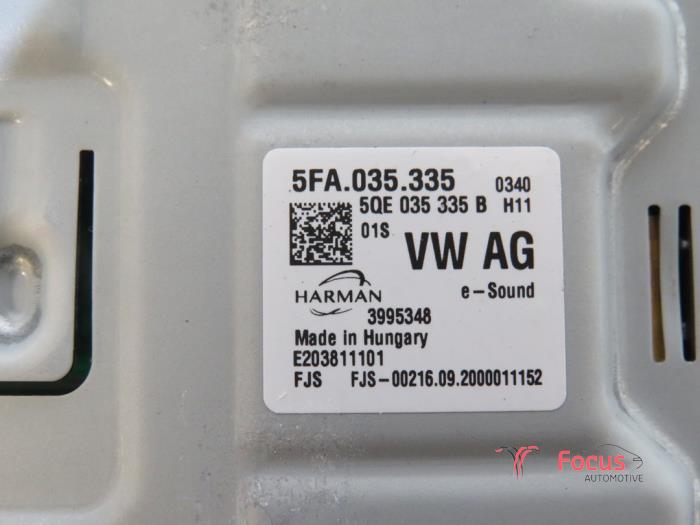 5FA.035.335 0340
5QE 035 335 B H11
01S VW AG
HARMAN e-Sound
3995348
Made in Hungary
E203811101
FJS FJS-00216.09.2000011152
Focus
AUTOMOTIVE